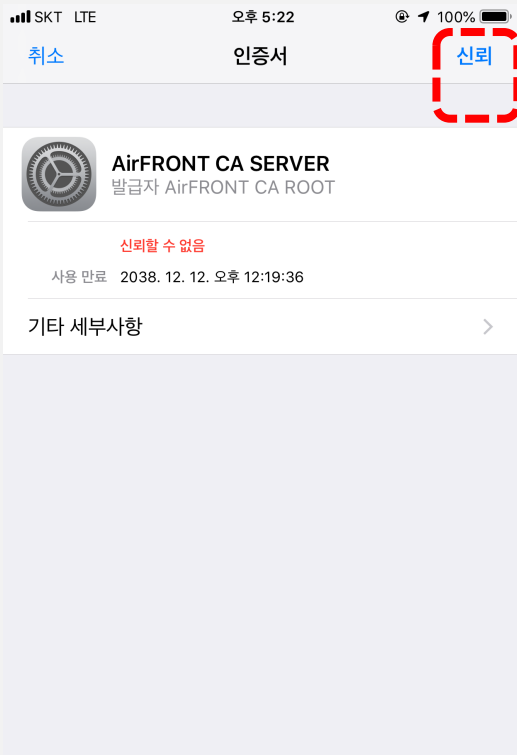 SKT LTE 오후 5:22 100%
취소 인증서 신뢰
AirFRONT CA SERVER
발급자 AirFRONT CA ROOT
신뢰할 수 없음
사용 만료 2038. 12. 12. 오후 12:19:36
기타 세부사항